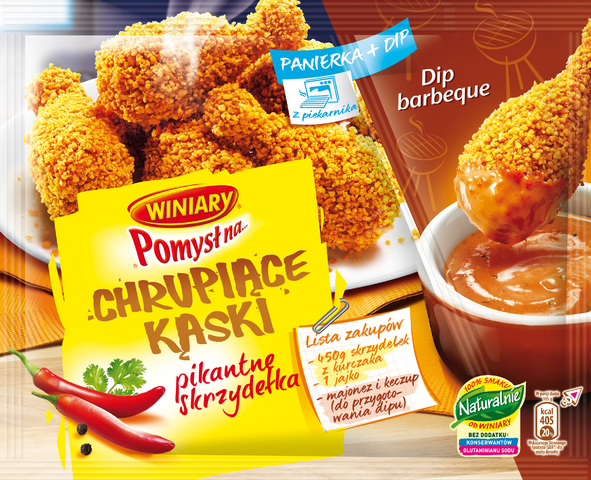 PANIERKA + DIP
Z piekarnika
Dip
barbeque
WINIARY
Pomysł na...
CHRUPIĄCE
KĄSKI
pikantne
skrzydełka
Lista zakupów
- 450g skrzydełek
z kurczaka
- 1 jajko
- majonez i keczup
(do przygoto-
wania dipu)
100% SMAKU
Naturalnie
OD WINIARY
BEZ DODATKU:
KONSERWANTÓW
GLUTAMINIANU SODU
kcal
405
20%